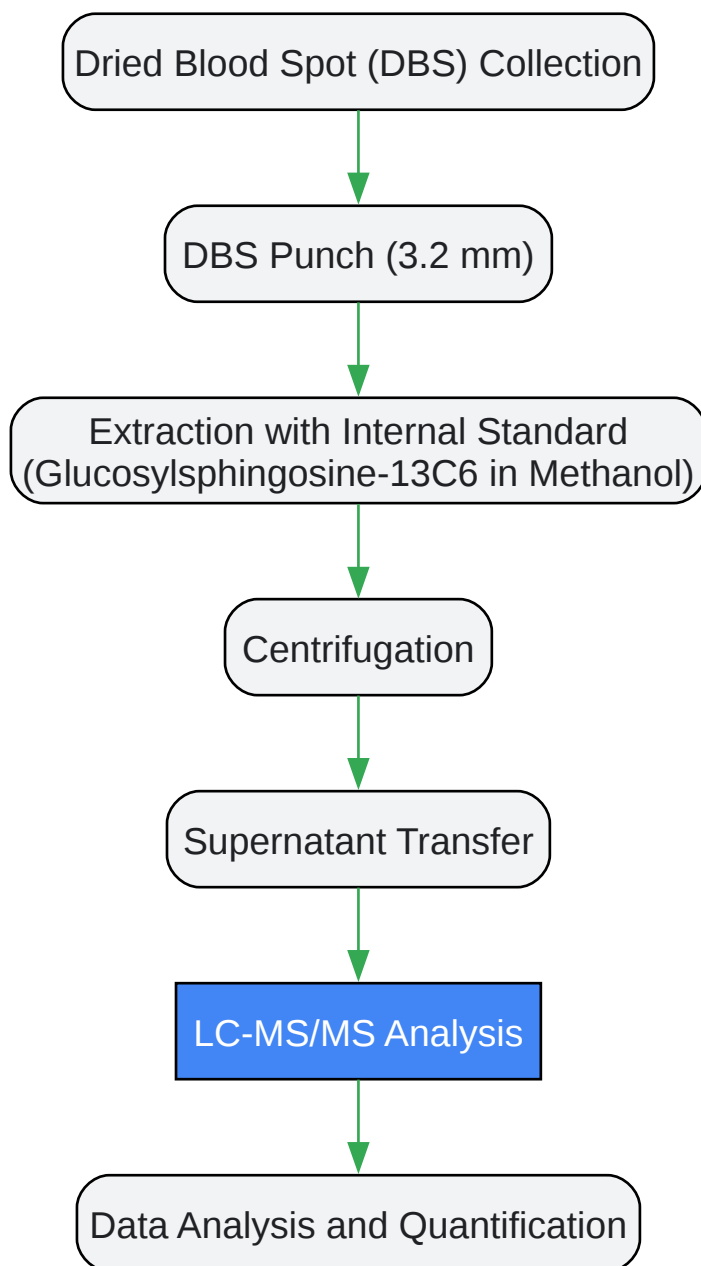 Dried Blood Spot (DBS) Collection
DBS Punch (3.2 mm)
Extraction with Internal Standard
(Glucosylsphingosine-13C6 in Methanol)
Centrifugation
Supernatant Transfer
LC-MS/MS Analysis
Data Analysis and Quantification